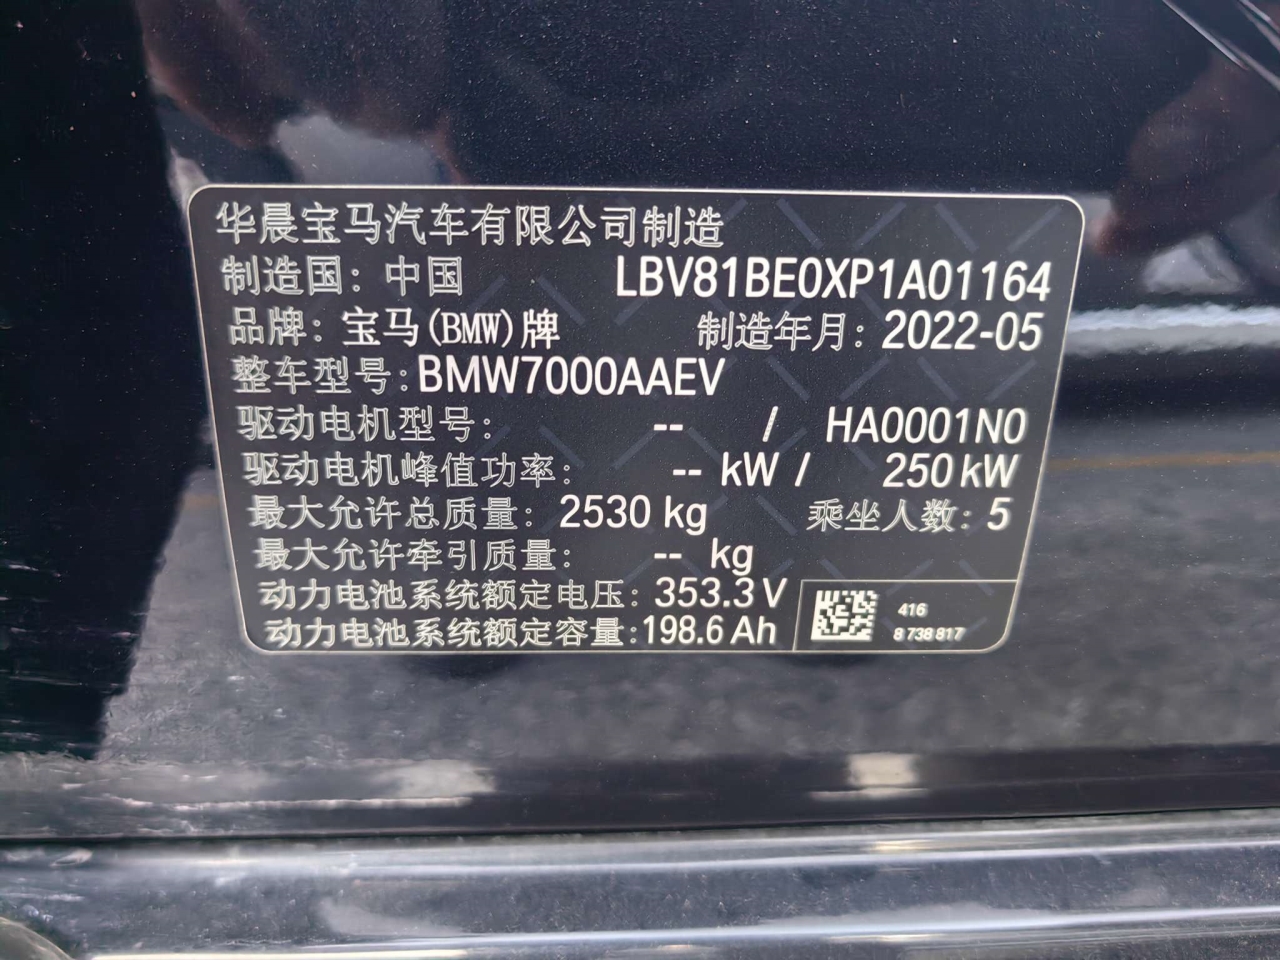 华晨宝马汽车有限公司制造
制造国：中国 LBV81BE0XP1A01164
品牌：宝马(BMW)牌 制造年月：2022-05
整车型号：BMW7000AAEV
驱动电机型号： -- / HA0001N0
驱动电机峰值功率： -- kW / 250 kW
最大允许总质量：2530 kg 乘坐人数：5
最大允许牵引质量： -- kg
动力电池系统额定电压：353.3 V
416
动力电池系统额定容量：198.6 Ah
8 738 817